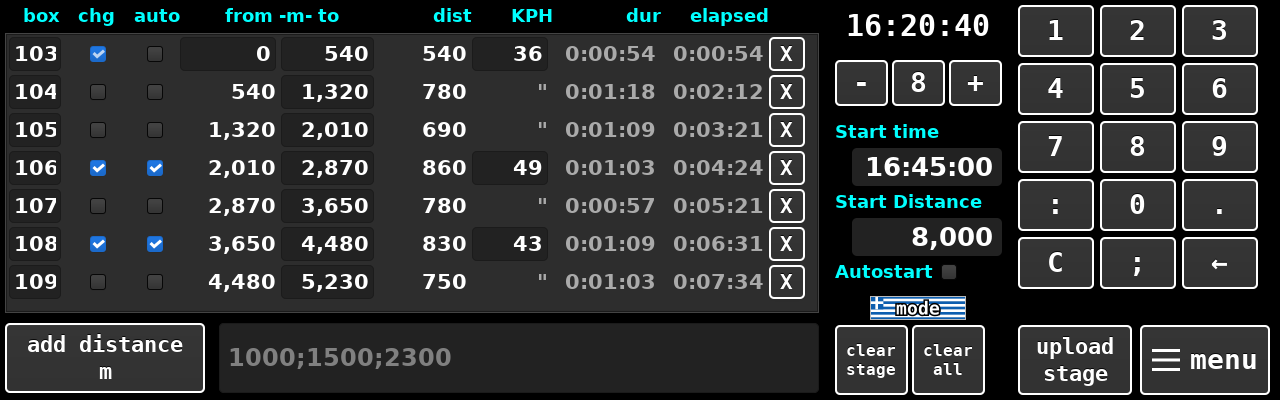 box chg auto from -m- to dist KPH dur elapsed
103 0 540 540 36 0:00:54 0:00:54 X
104 540 1,320 780 " 0:01:18 0:02:12 X
105 1,320 2,010 690 " 0:01:09 0:03:21 X
106 2,010 2,870 860 49 0:01:03 0:04:24 X
107 2,870 3,650 780 " 0:00:57 0:05:21 X
108 3,650 4,480 830 43 0:01:09 0:06:31 X
109 4,480 5,230 750 " 0:01:03 0:07:34 X
add distance
m
1000;1500;2300
16:20:40
- 8 +
Start time
16:45:00
Start Distance
8,000
Autostart
mode
clear
stage
clear
all
1 2 3
4 5 6
7 8 9
: 0 .
C ; ←
upload
stage
menu